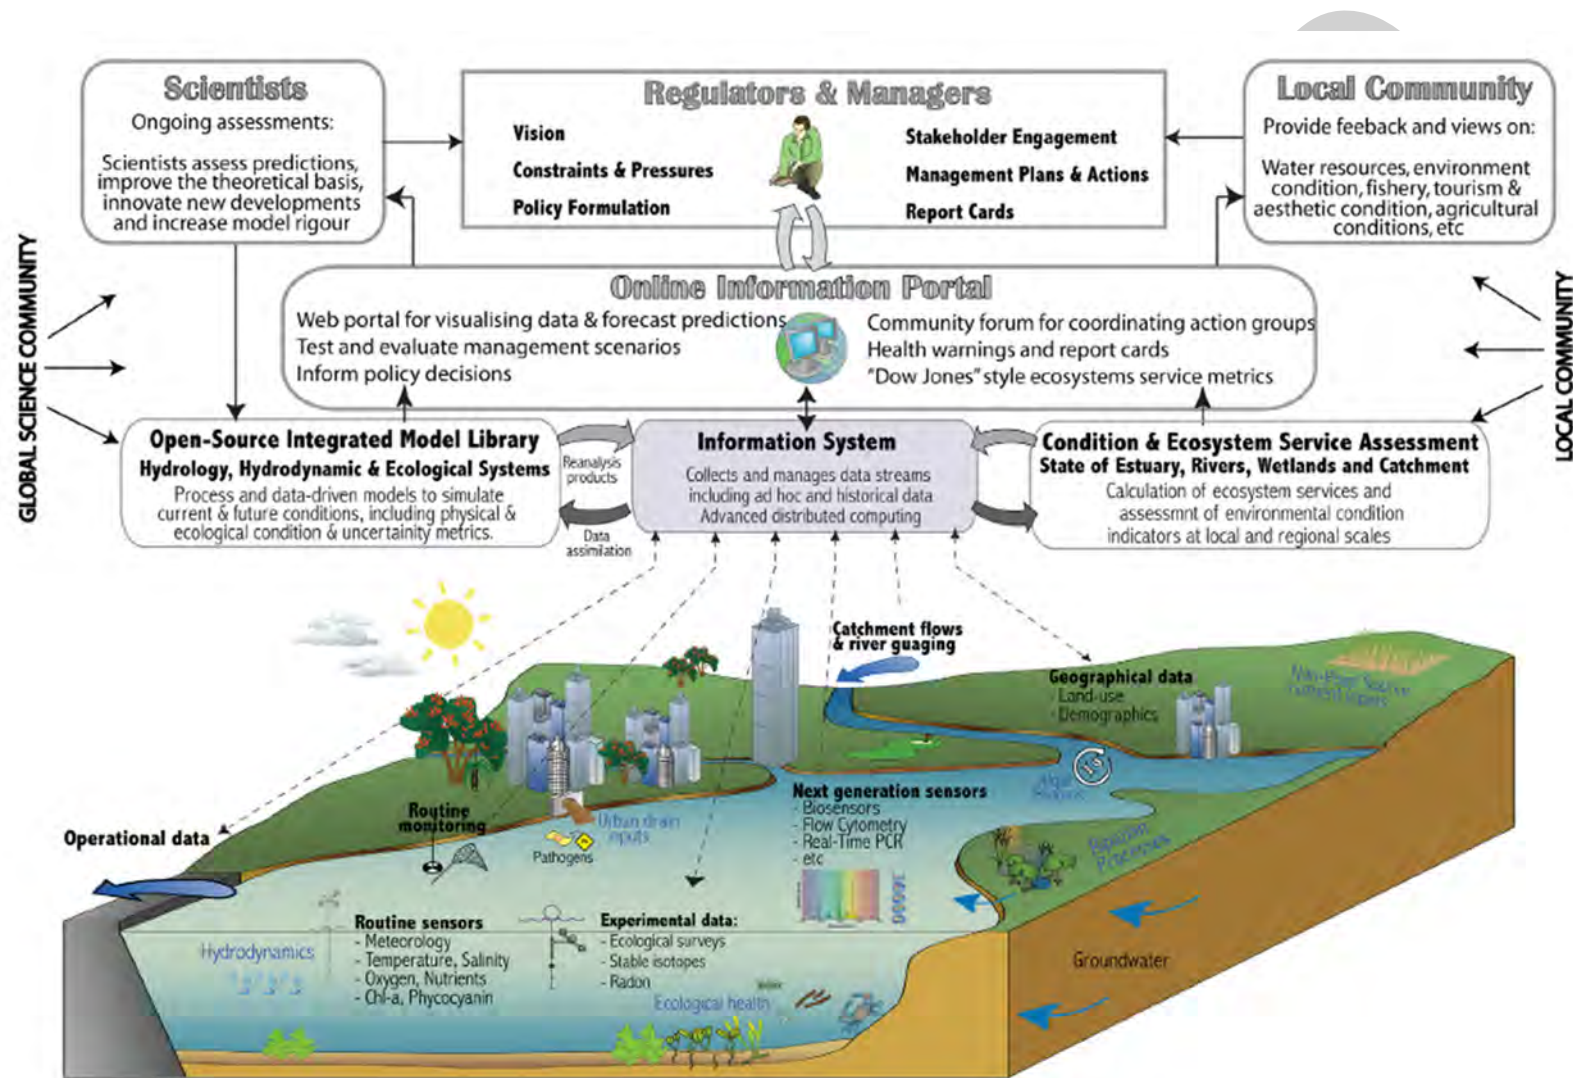 Scientists
Ongoing assessments:
Scientists assess predictions,
improve the theoretical basis,
innovate new developments
and increase model rigour
Regulators & Managers
Vision
Constraints & Pressures
Policy Formulation
Stakeholder Engagement
Management Plans & Actions
Report Cards
Local Community
Provide feeback and views on:
Water resources, environment
condition, fishery, tourism &
aesthetic condition, agricultural
conditions, etc
GLOBAL SCIENCE COMMUNITY
LOCAL COMMUNITY
Online Information Portal
Web portal for visualising data & forecast predictions
Test and evaluate management scenarios
Inform policy decisions
Community forum for coordinating action groups
Health warnings and report cards
"Dow Jones" style ecosystems service metrics
Open-Source Integrated Model Library
Hydrology, Hydrodynamic & Ecological Systems
Process and data-driven models to simulate
current & future conditions, including physical &
ecological condition & uncertainity metrics.
Reanalysis
products
Data
assimilation
Information System
Collects and manages data streams
including ad hoc and historical data
Advanced distributed computing
Condition & Ecosystem Service Assessment
State of Estuary, Rivers, Wetlands and Catchment
Calculation of ecosystem services and
assessmnt of environmental condition
indicators at local and regional scales
Catchment flows
& river guaging
Geographical data
- Land-use
- Demographics
Non-Point Source
nutrient inputs
Algal
Next generation sensors
- Biosensors
- Flow Cytometry
- Real-Time PCR
- etc
Routine
monitoring
Urban drain
inputs
Pathogens
Operational data
Riparian
Processes
Routine sensors
- Meteorology
- Temperature, Salinity
- Oxygen, Nutrients
- Chl-a, Phycocyanin
Experimental data:
- Ecological surveys
- Stable isotopes
- Radon
Hydrodynamics
Ecological health
Groundwater